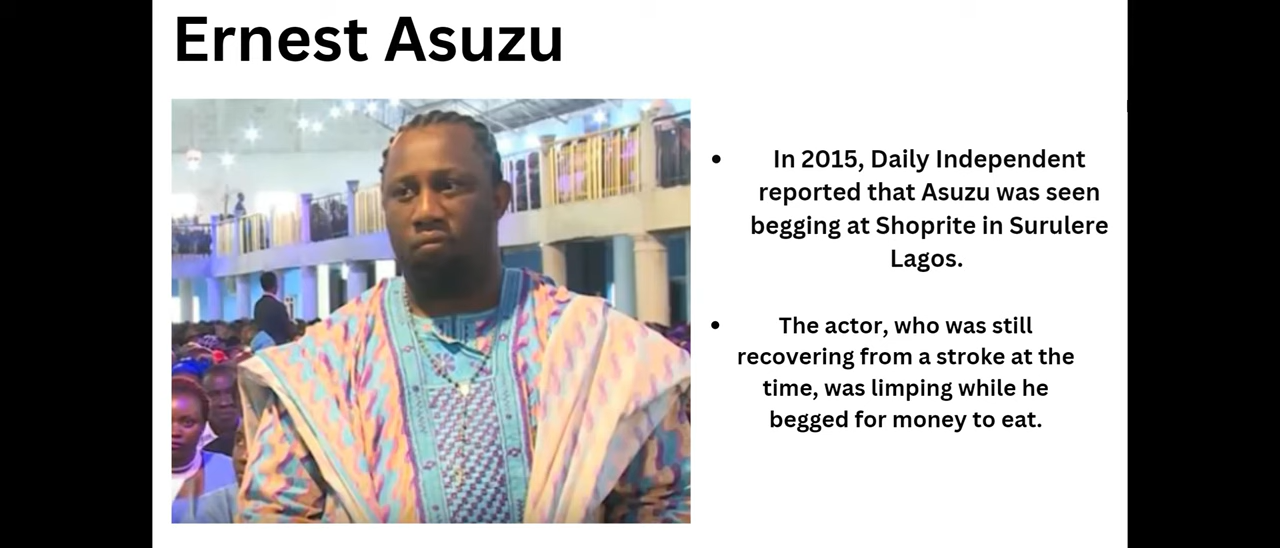 Ernest Asuzu
• In 2015, Daily Independent
reported that Asuzu was seen
begging at Shoprite in Surulere
Lagos.
• The actor, who was still
recovering from a stroke at the
time, was limping while he
begged for money to eat.